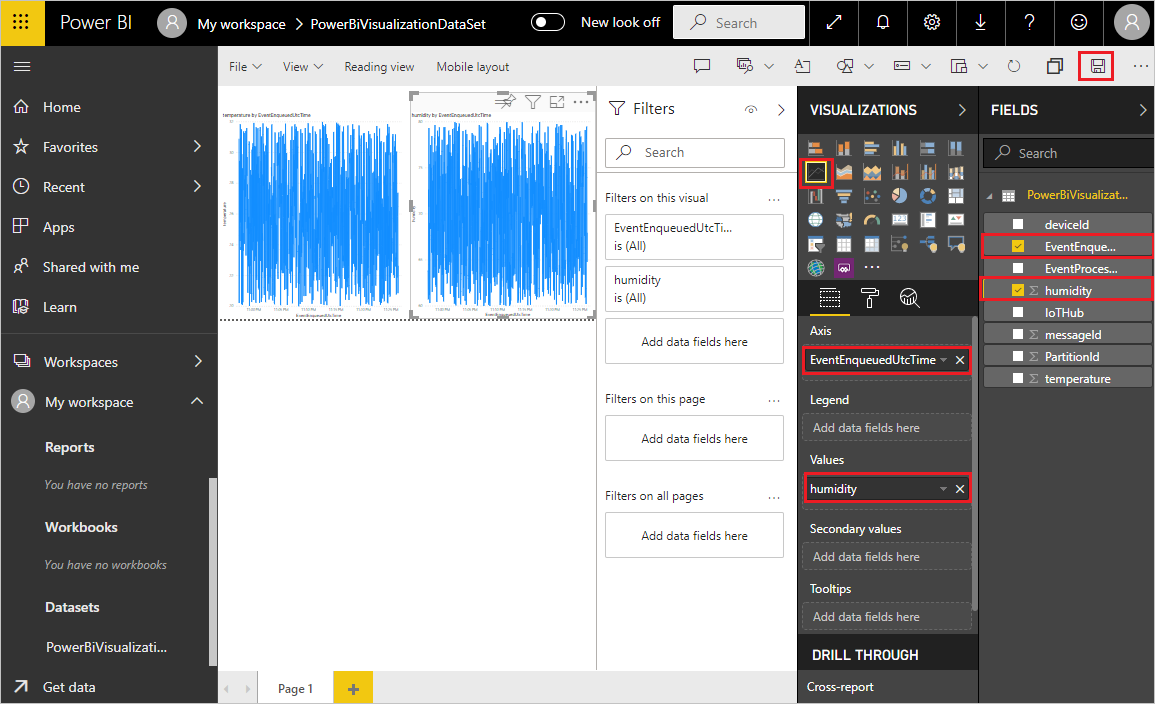 Power BI
My workspace > PowerBiVisualizationDataSet
New look off
Search
?
File
View
Reading view
Mobile layout
Home
Favorites
Recent
Apps
Shared with me
Learn
Workspaces
My workspace
Reports
You have no reports
Workbooks
You have no workbooks
Datasets
PowerBiVisualizati...
Get data
temperature by EventEnqueuedUtcTime
temperature
EventEnqueuedUtcTime
humidity by EventEnqueuedUtcTime
humidity
EventEnqueuedUtcTime
Page 1
Filters
Search
Filters on this visual
EventEnqueuedUtcTi...
is (All)
humidity
is (All)
Add data fields here
Filters on this page
Add data fields here
Filters on all pages
Add data fields here
VISUALIZATIONS
Axis
EventEnqueuedUtcTime
Legend
Add data fields here
Values
humidity
Secondary values
Add data fields here
Tooltips
Add data fields here
DRILL THROUGH
Cross-report
FIELDS
Search
PowerBiVisualizat...
deviceId
EventEnque...
EventProces...
Σ humidity
IoTHub
Σ messageId
Σ PartitionId
Σ temperature